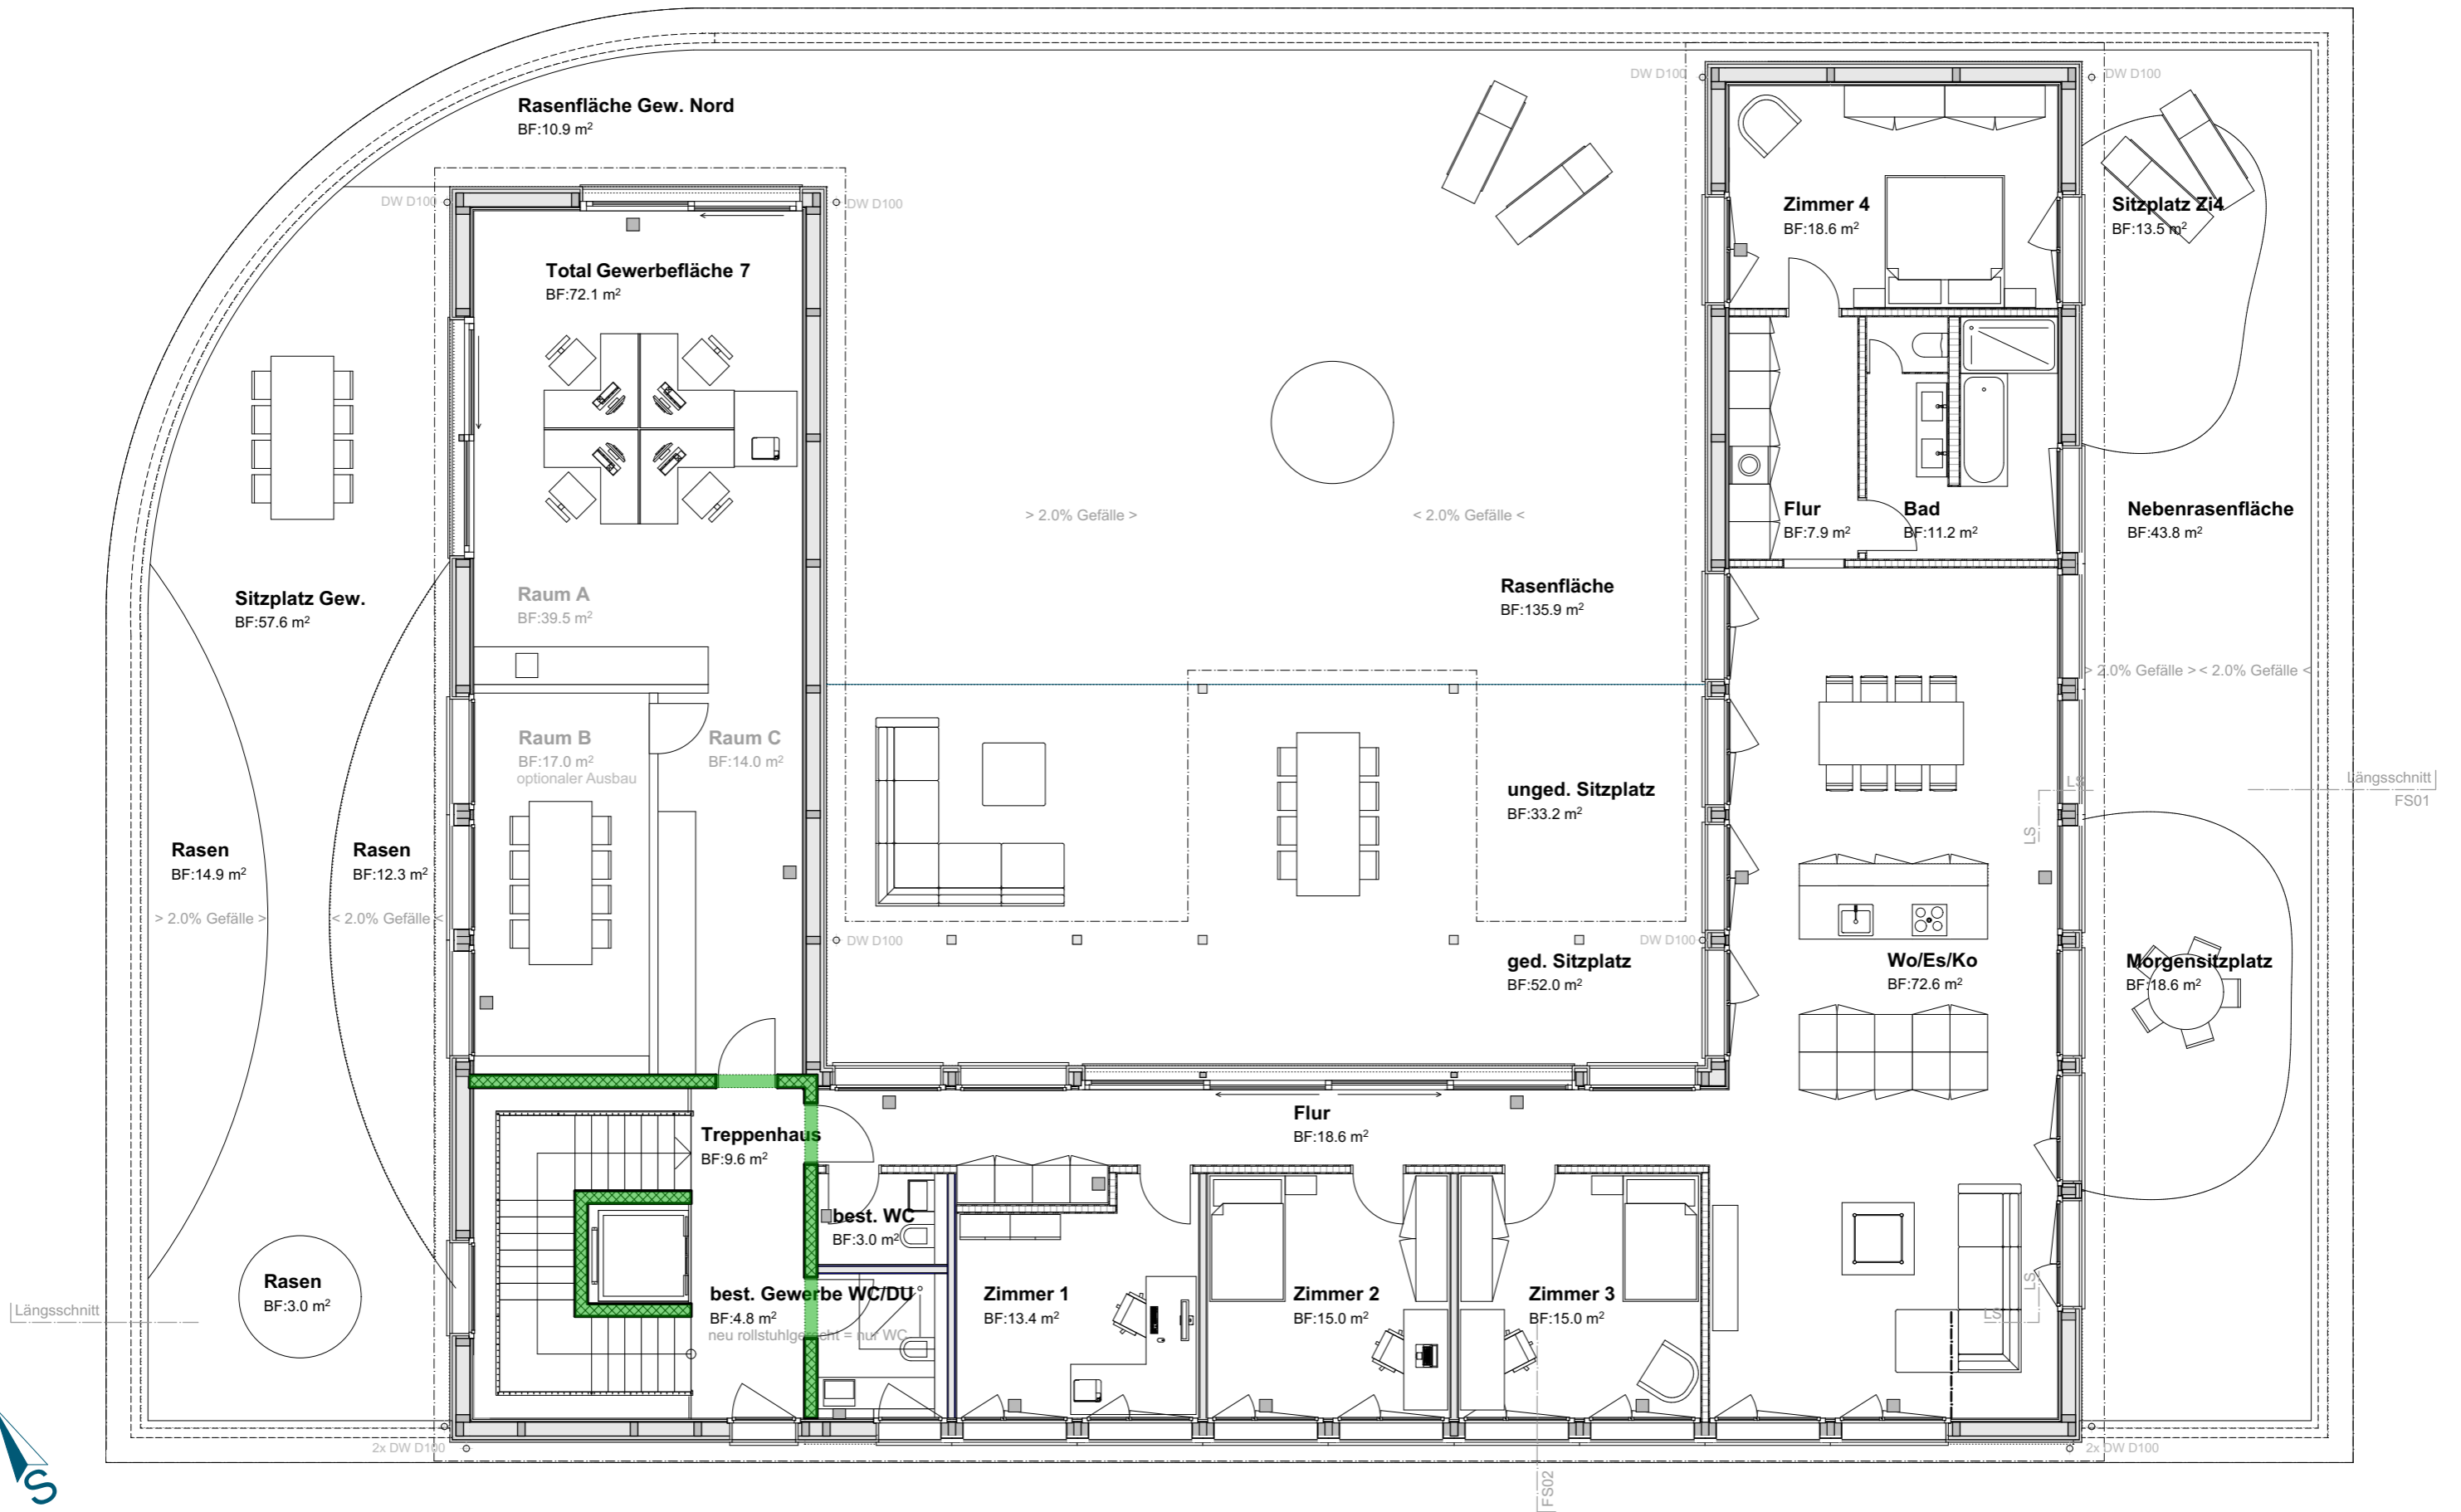 DW D100
DW D100
Rasenfläche Gew. Nord
BF:10.9 m²
DW D100
DW D100
Zimmer 4
BF:18.6 m²
Sitzplatz Zi4
BF:13.5 m²
Total Gewerbefläche 7
BF:72.1 m²
> 2.0% Gefälle >
< 2.0% Gefälle <
Flur
BF:7.9 m²
Bad
BF:11.2 m²
Nebenrasenfläche
BF:43.8 m²
Sitzplatz Gew.
BF:57.6 m²
Raum A
BF:39.5 m²
Rasenfläche
BF:135.9 m²
> 2.0% Gefälle > < 2.0% Gefälle <
Raum B
BF:17.0 m²
optionaler Ausbau
Raum C
BF:14.0 m²
unged. Sitzplatz
BF:33.2 m²
LS
LS
Längsschnitt
FS01
Rasen
BF:14.9 m²
Rasen
BF:12.3 m²
> 2.0% Gefälle >
< 2.0% Gefälle <
DW D100
DW D100
ged. Sitzplatz
BF:52.0 m²
Wo/Es/Ko
BF:72.6 m²
Morgensitzplatz
BF:18.6 m²
Treppenhaus
BF:9.6 m²
Flur
BF:18.6 m²
best. WC
BF:3.0 m²
Rasen
BF:3.0 m²
Längsschnitt
best. Gewerbe WC/DU
BF:4.8 m²
neu rollstuhlgerecht = nur WC
Zimmer 1
BF:13.4 m²
Zimmer 2
BF:15.0 m²
Zimmer 3
BF:15.0 m²
LS
LS
2x DW D100
2x DW D100
FS02
S